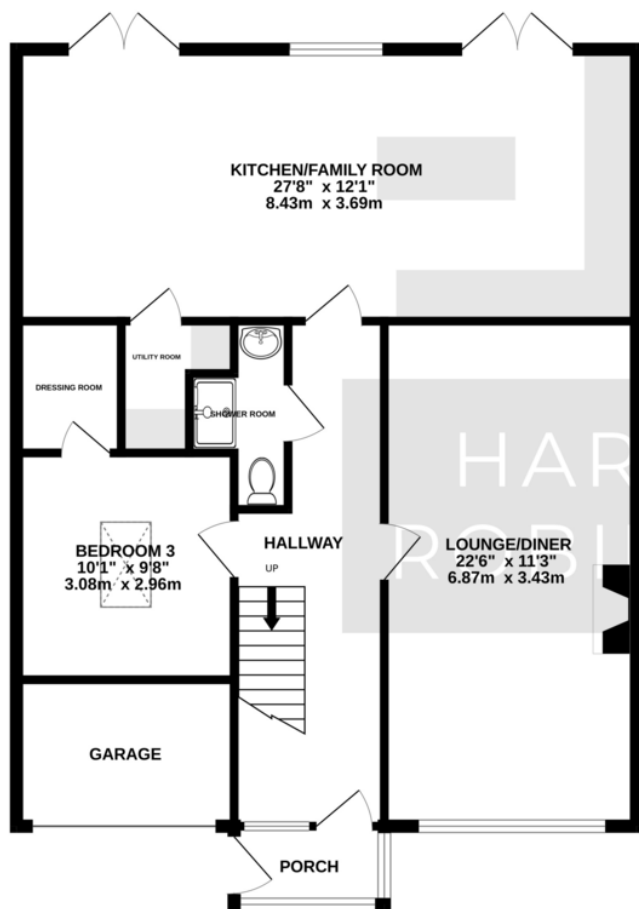 KITCHEN/FAMILY ROOM
27'8" x 12'1"
8.43m x 3.69m
UTILITY ROOM
DRESSING ROOM
SHOWER ROOM
HAR
ROBI
BEDROOM 3
10'1" x 9'8"
3.08m x 2.96m
HALLWAY
UP
LOUNGE/DINER
22'6" x 11'3"
6.87m x 3.43m
GARAGE
PORCH